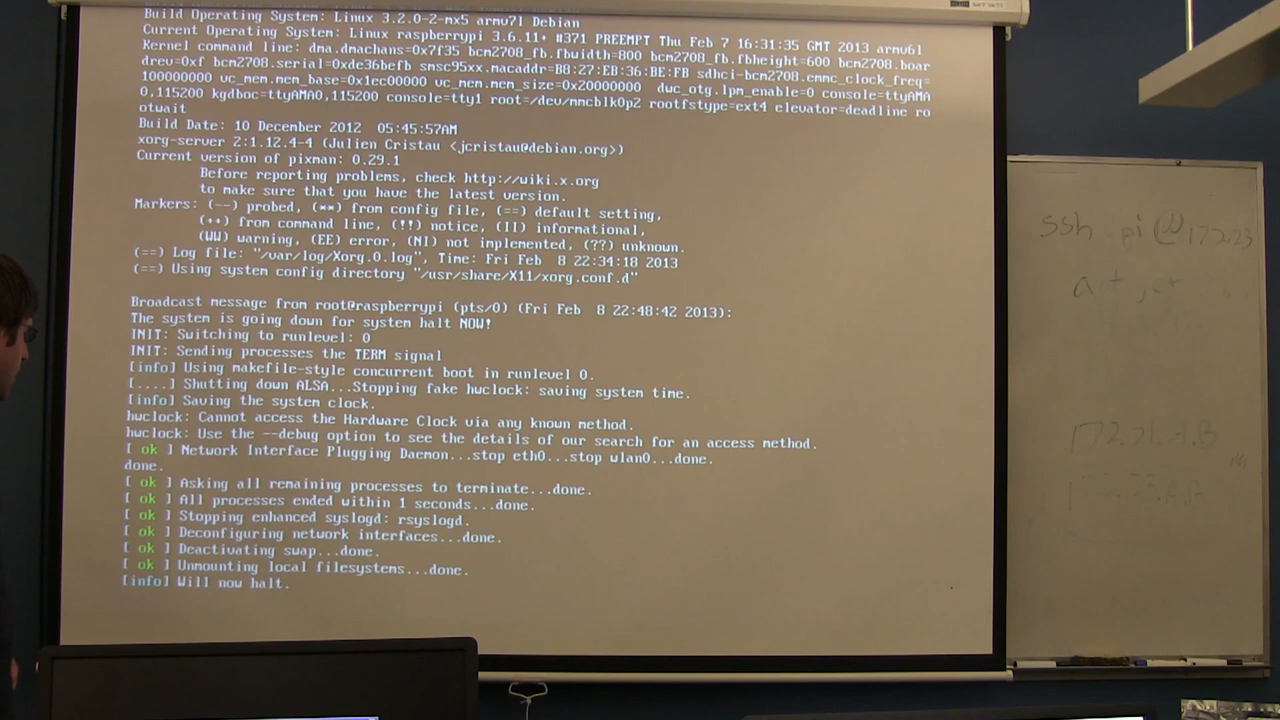 Build Operating System: Linux 3.2.0-2-mx5 armv7l Debian
Current Operating System: Linux raspberrypi 3.6.11+ #371 PREEMPT Thu Feb 7 16:31:35 GMT 2013 armv6l
Kernel command line: dma.dmachans=0x7f35 bcm2708_fb.fbwidth=800 bcm2708_fb.fbheight=600 bcm2708.boar
drev=0xf bcm2708.serial=0xde36befb smsc95xx.macaddr=B8:27:EB:36:BE:FB sdhci-bcm2708.emmc_clock_freq=
100000000 vc_mem.mem_base=0x1ec00000 vc_mem.mem_size=0x20000000  dwc_otg.lpm_enable=0 console=ttyAMA
0,115200 kgdboc=ttyAMA0,115200 console=tty1 root=/dev/mmcblk0p2 rootfstype=ext4 elevator=deadline ro
otwait
Build Date: 10 December 2012  05:45:57AM
xorg-server 2:1.12.4-4 (Julien Cristau <jcristau@debian.org>)
Current version of pixman: 0.29.1
Before reporting problems, check http://wiki.x.org
to make sure that you have the latest version.
Markers: (--) probed, (**) from config file, (==) default setting,
(++) from command line, (!!) notice, (II) informational,
(WW) warning, (EE) error, (NI) not implemented, (??) unknown.
(==) Log file: "/var/log/Xorg.0.log", Time: Fri Feb  8 22:34:18 2013
(==) Using system config directory "/usr/share/X11/xorg.conf.d"
Broadcast message from root@raspberrypi (pts/0) (Fri Feb  8 22:48:42 2013):
The system is going down for system halt NOW!
INIT: Switching to runlevel: 0
INIT: Sending processes the TERM signal
[info] Using makefile-style concurrent boot in runlevel 0.
[....] Shutting down ALSA...Stopping fake hwclock: saving system time.
[info] Saving the system clock.
hwclock: Cannot access the Hardware Clock via any known method.
hwclock: Use the --debug option to see the details of our search for an access method.
[ ok ] Network Interface Plugging Daemon...stop eth0...stop wlan0...done.
done.
[ ok ] Asking all remaining processes to terminate...done.
[ ok ] All processes ended within 1 seconds...done.
[ ok ] Stopping enhanced syslogd: rsyslogd.
[ ok ] Deconfiguring network interfaces...done.
[ ok ] Deactivating swap...done.
[ ok ] Unmounting local filesystems...done.
[info] Will now halt.
ssh pi@172.23